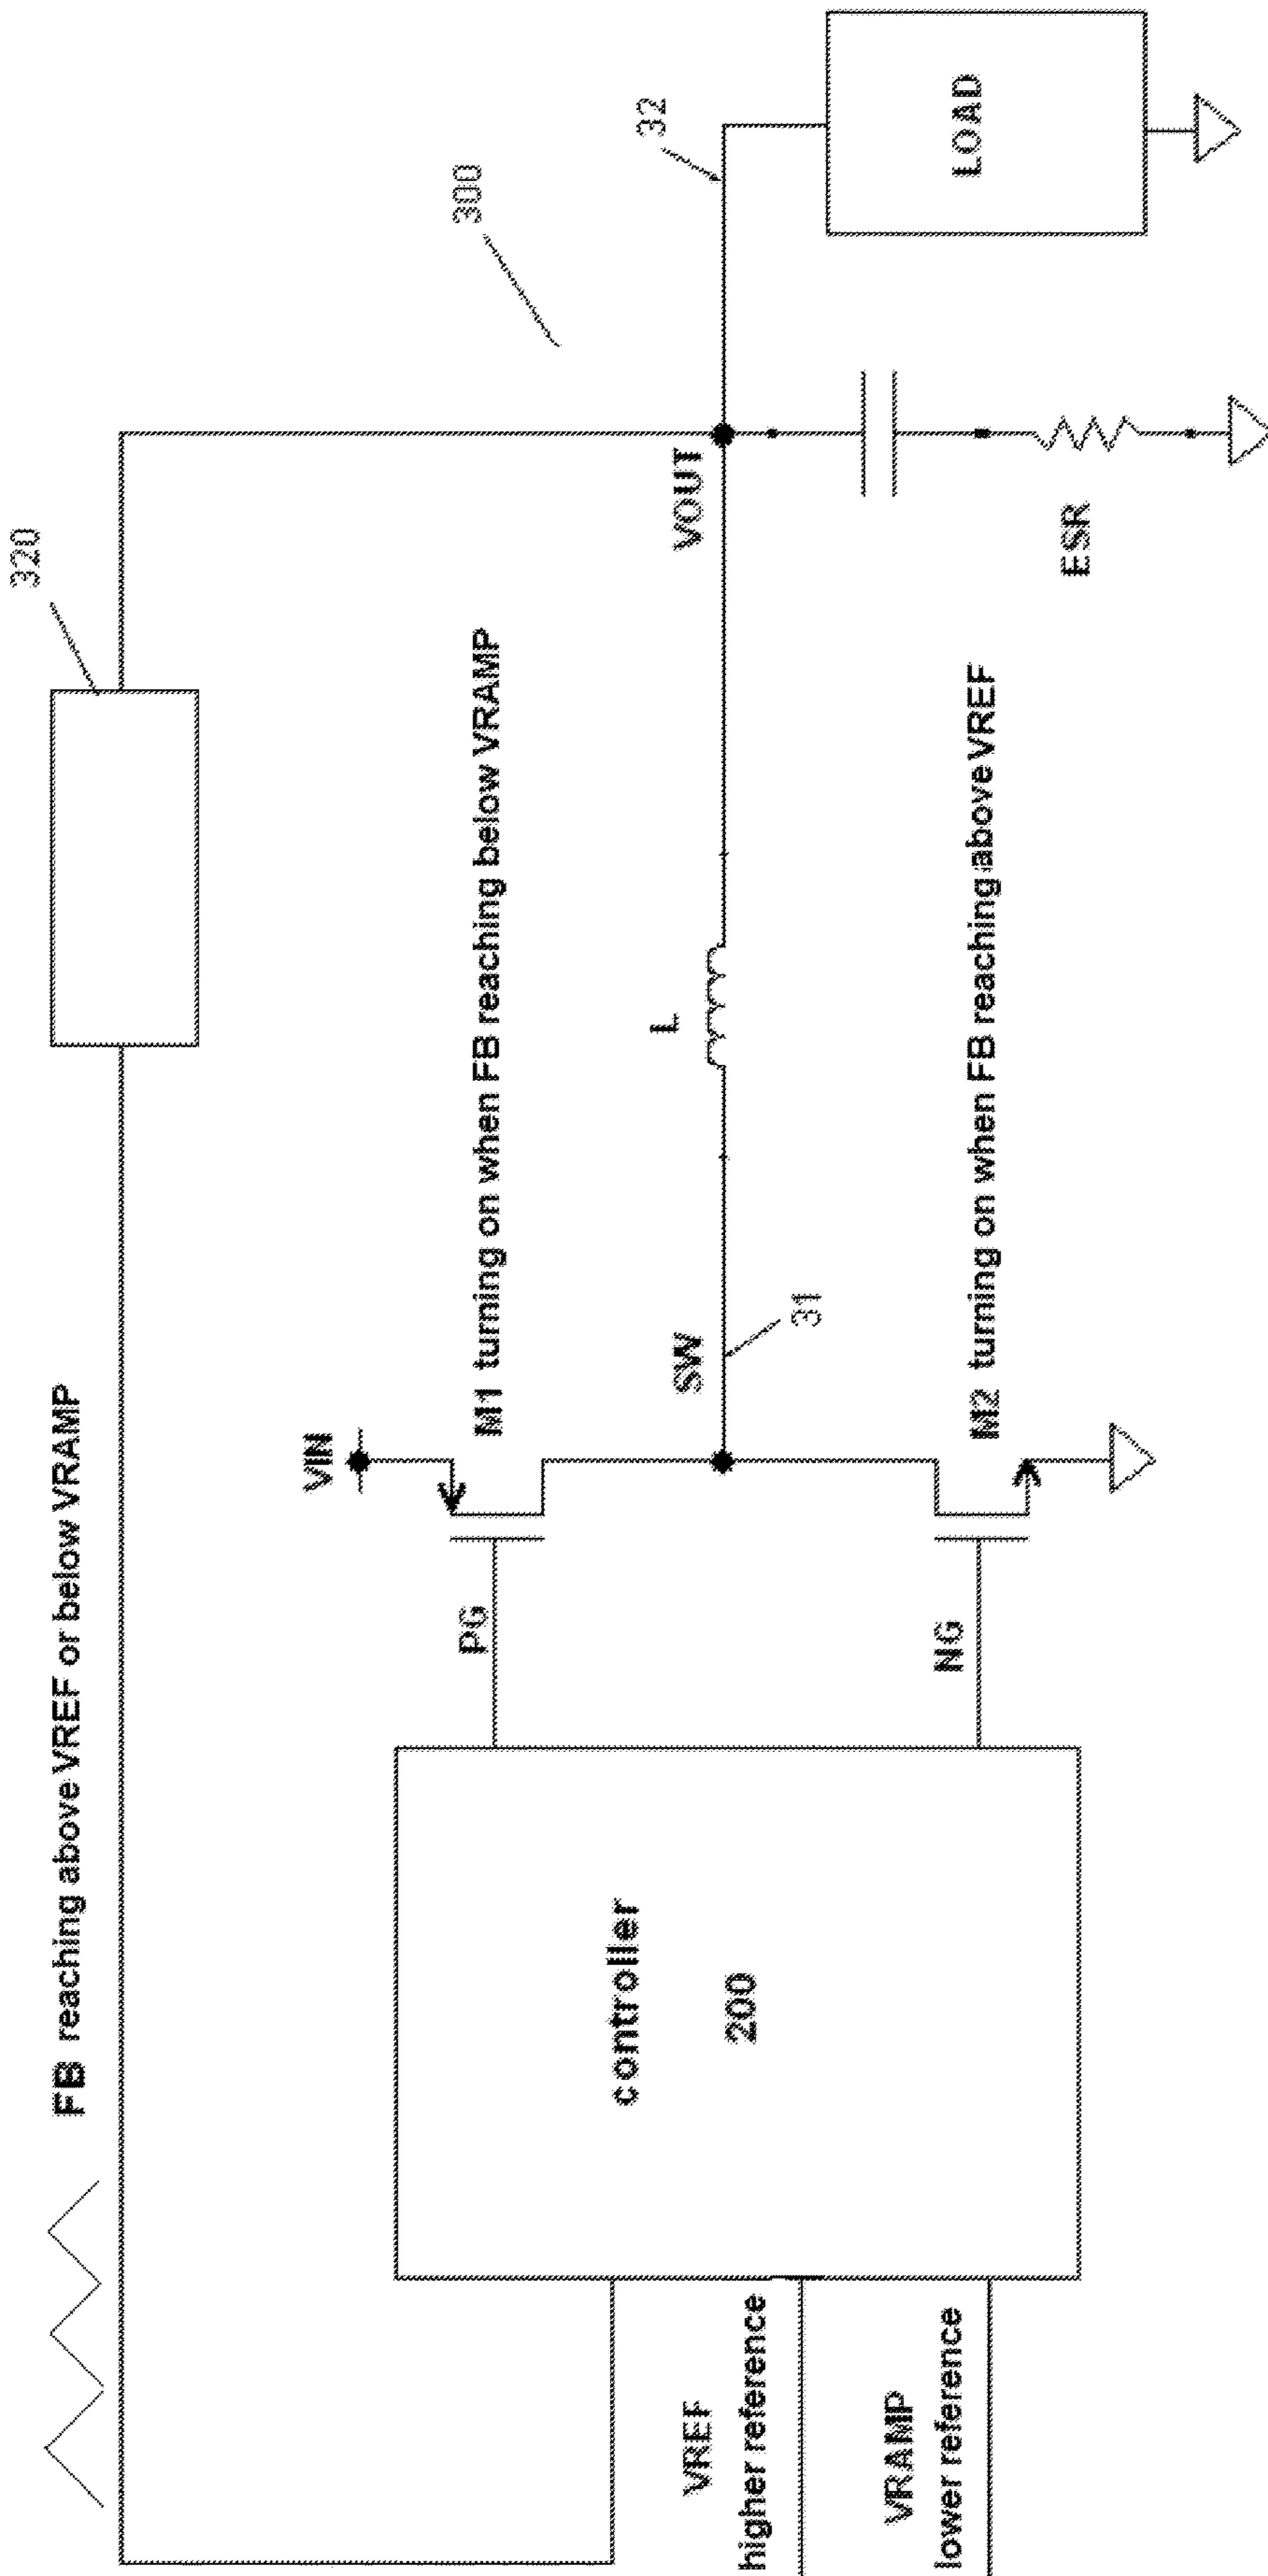 320
FB reaching above VREF or below VRAMP
300
32
VIN
PG
M1 turning on when FB reaching below VRAMP
LOAD
controller
200
SW
31
L
VOUT
VREF
higher reference
VRAMP
lower reference
NG
M2 turning on when FB reaching above VREF
ESR